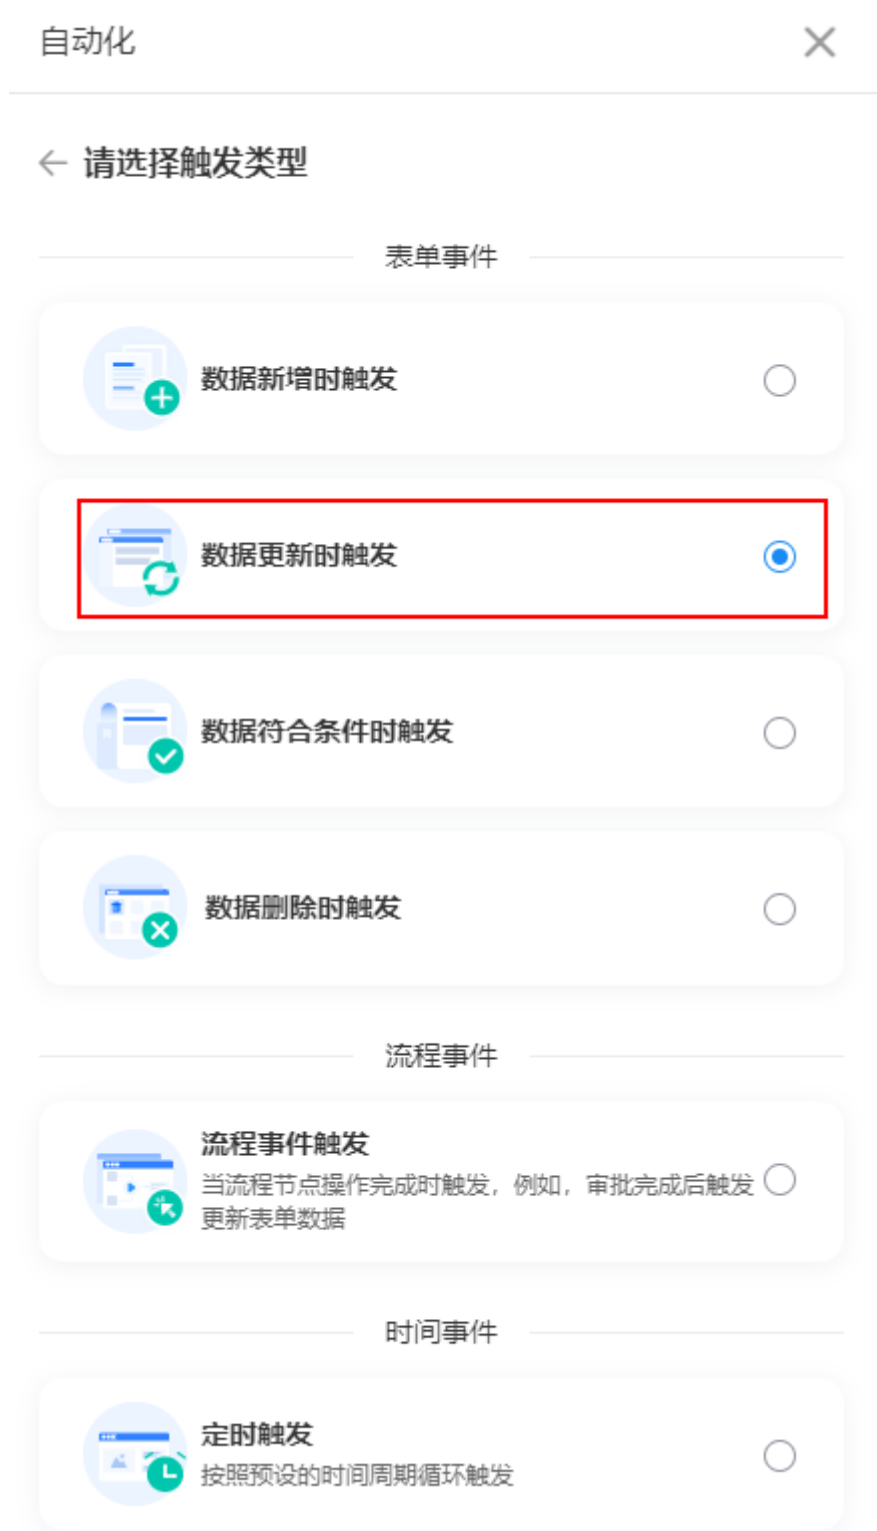 自动化
请选择触发类型
表单事件
数据新增时触发
数据更新时触发
数据符合条件时触发
数据删除时触发
流程事件
流程事件触发
当流程节点操作完成时触发，例如，审批完成后触发
更新表单数据
时间事件
定时触发
按照预设的时间周期循环触发